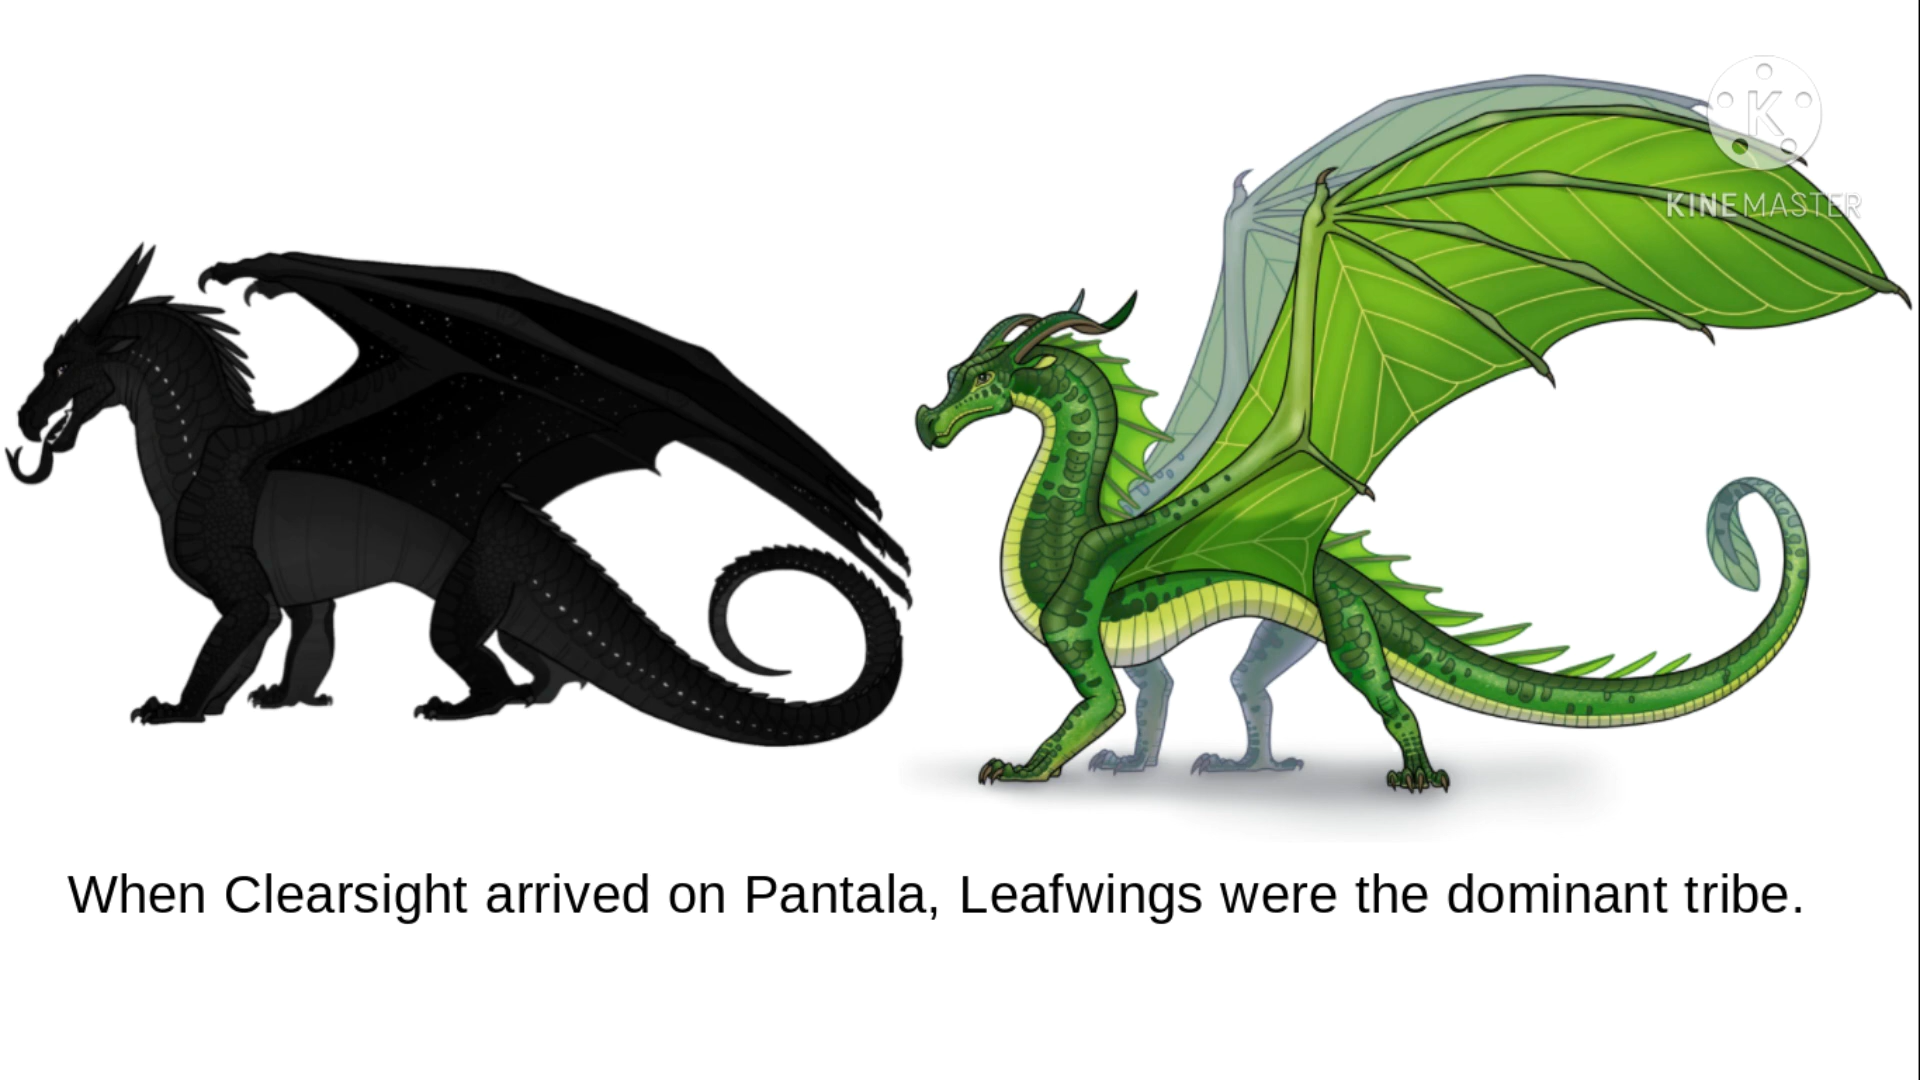 K
KINEMASTER
When Clearsight arrived on Pantala, Leafwings were the dominant tribe.